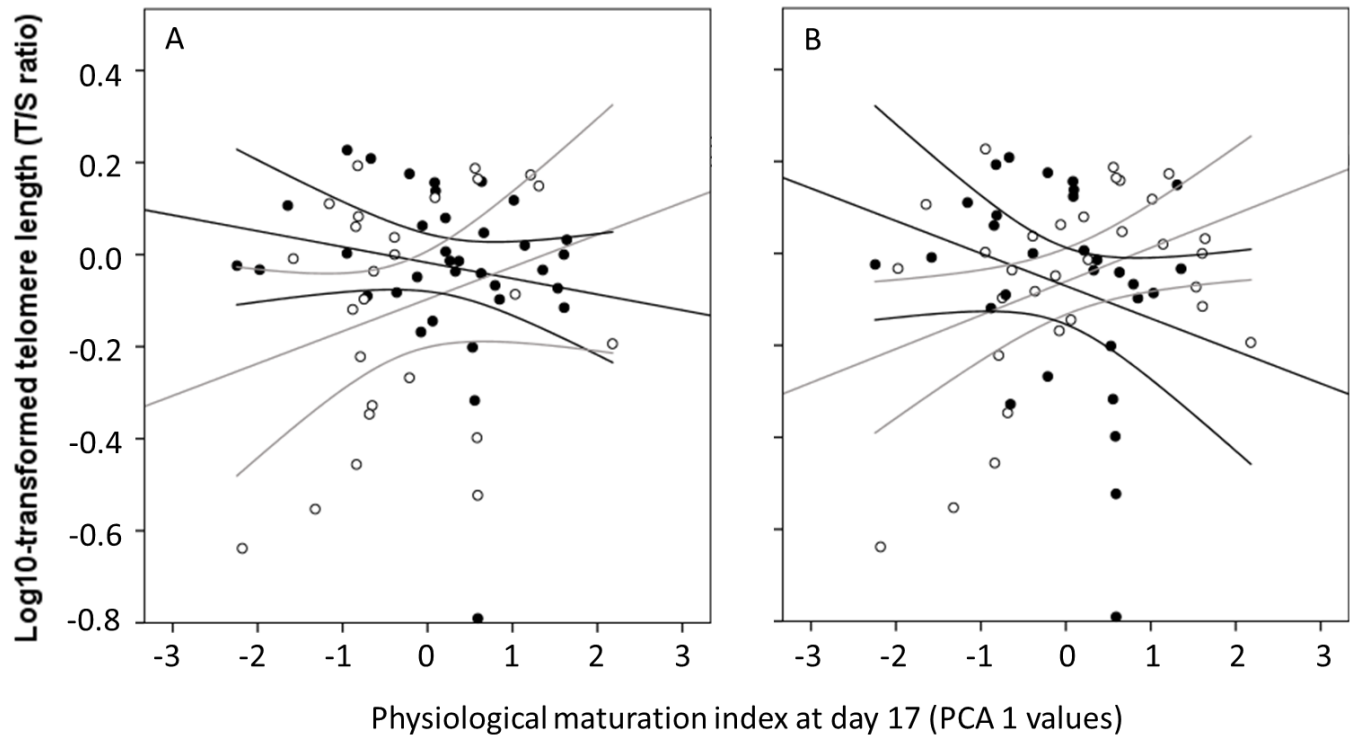 Log10-transformed telomere length (T/S ratio)
A
B
0.4
0.2
0.0
-0.2
-0.4
-0.6
-0.8
-3 -2 -1 0 1 2 3
-3 -2 -1 0 1 2 3
Physiological maturation index at day 17 (PCA 1 values)